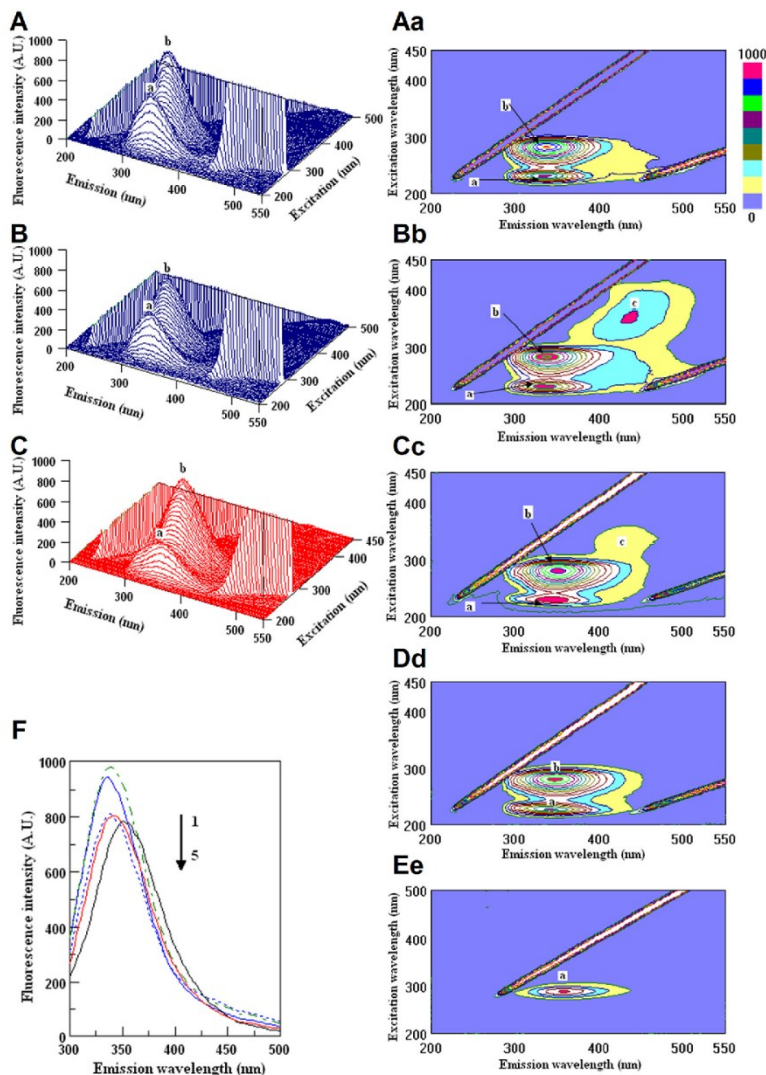 A
Fluorescence intensity (A.U.)
1000
800
600
400
200
0
a
b
200
300
400
500
550
Emission (nm)
200
300
400
500
Excitation (nm)
Aa
Excitation wavelength (nm)
450
400
300
200
b
a
200
300
400
500
550
Emission wavelength (nm)
1000
0
B
Fluorescence intensity (A.U.)
1000
800
600
400
200
0
a
b
200
300
400
500
550
Emission (nm)
200
300
400
500
Excitation (nm)
Bb
Excitation wavelength (nm)
450
400
300
200
b
a
c
200
300
400
500
550
Emission wavelength (nm)
C
Fluorescence intensity (A.U.)
1000
800
600
400
200
0
a
b
200
300
400
500
550
Emission (nm)
200
300
400
450
Excitation (nm)
Cc
Excitation wavelength (nm)
450
400
300
200
b
a
c
200
300
400
500
550
Emission wavelength (nm)
Dd
Excitation wavelength (nm)
450
400
300
200
b
a
200
300
400
500
550
Emission wavelength (nm)
F
Fluorescence intensity (A.U.)
1000
800
600
400
200
0
1
5
300
350
400
450
500
Emission wavelength (nm)
Ee
Excitation wavelength (nm)
500
400
300
200
a
200
300
400
500
550
Emission wavelength (nm)